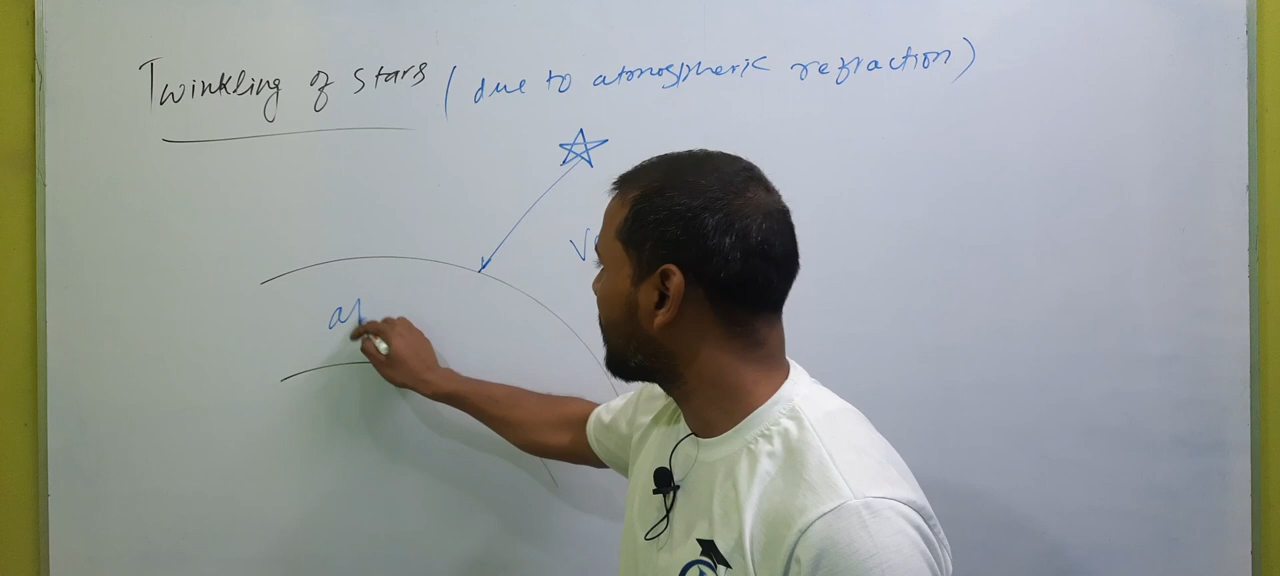 Twinkling of stars ( due to atmospheric refraction )